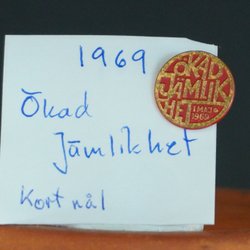 1969
Ökad
Jämlikhet
Kort nål
ÖKAD
JÄMLIK
HET
1 MAJ
1969